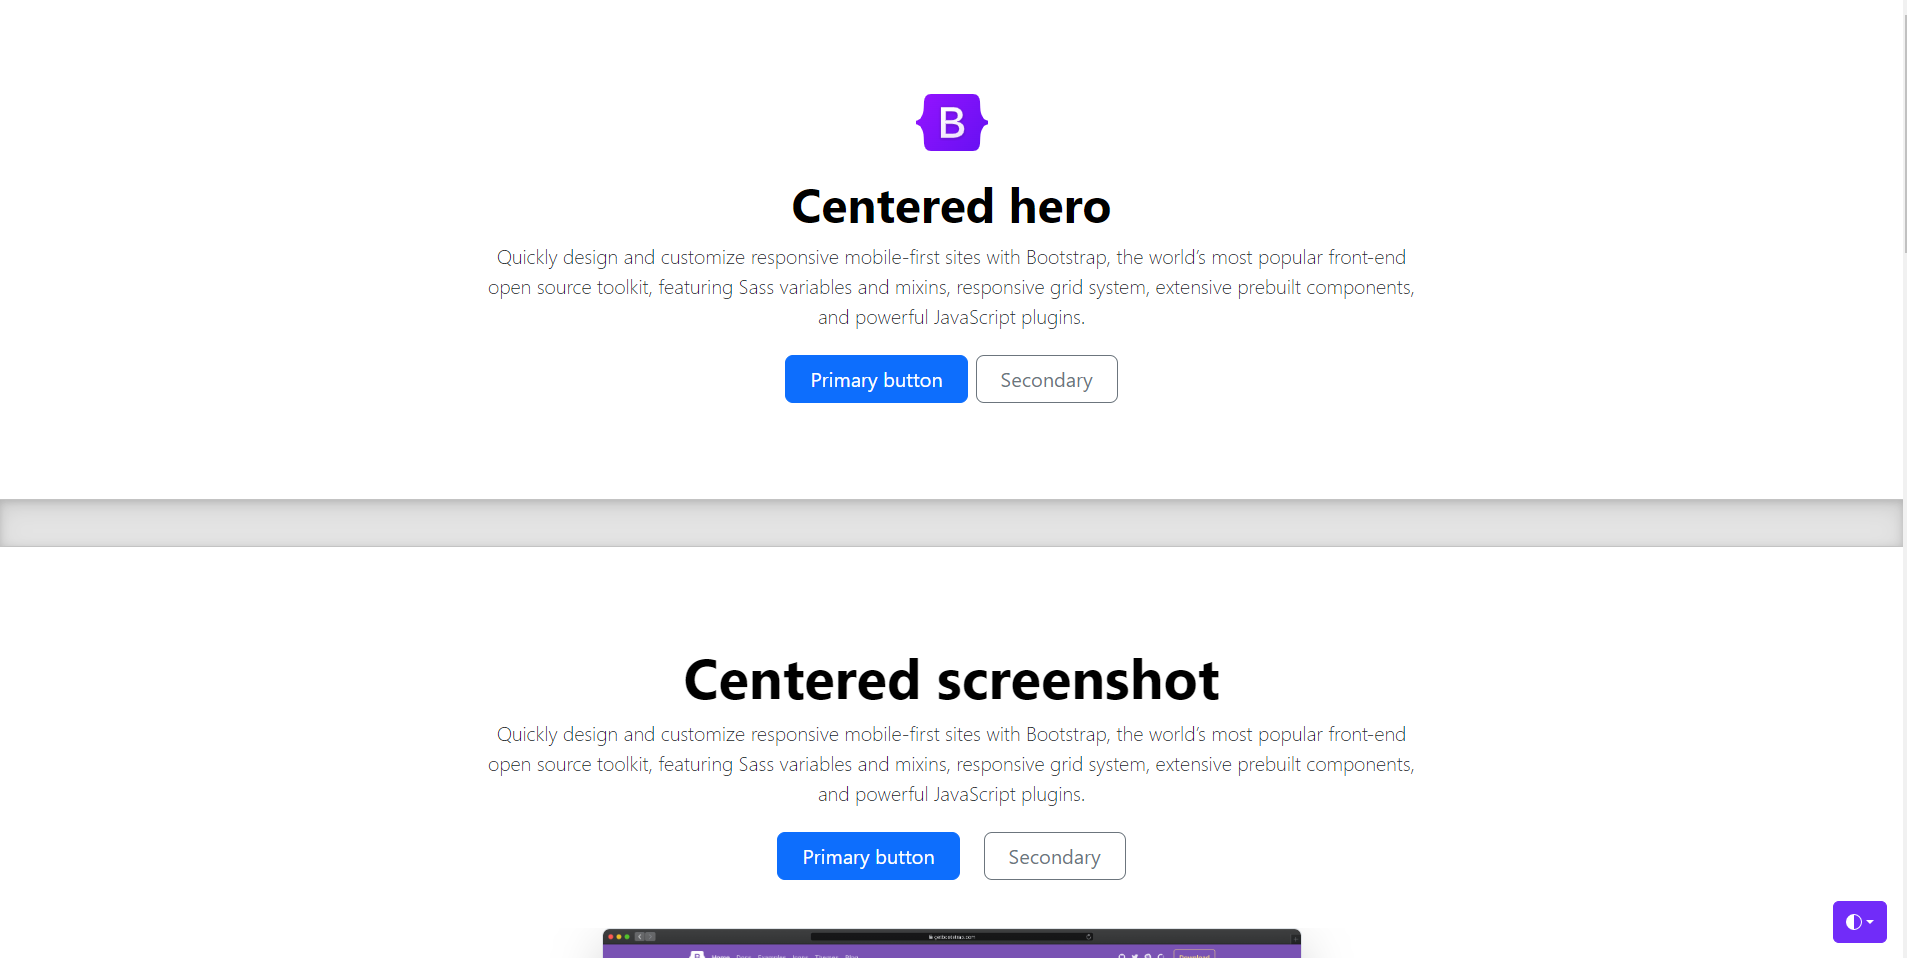 B
Centered hero
Quickly design and customize responsive mobile-first sites with Bootstrap, the world’s most popular front-end
open source toolkit, featuring Sass variables and mixins, responsive grid system, extensive prebuilt components,
and powerful JavaScript plugins.
Primary button Secondary
Centered screenshot
Quickly design and customize responsive mobile-first sites with Bootstrap, the world’s most popular front-end
open source toolkit, featuring Sass variables and mixins, responsive grid system, extensive prebuilt components,
and powerful JavaScript plugins.
Primary button Secondary
getbootstrap.com